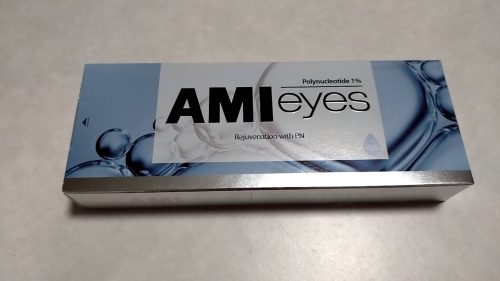 Polynucleotide 1%
AMIeyes
Rejuvenation with PN